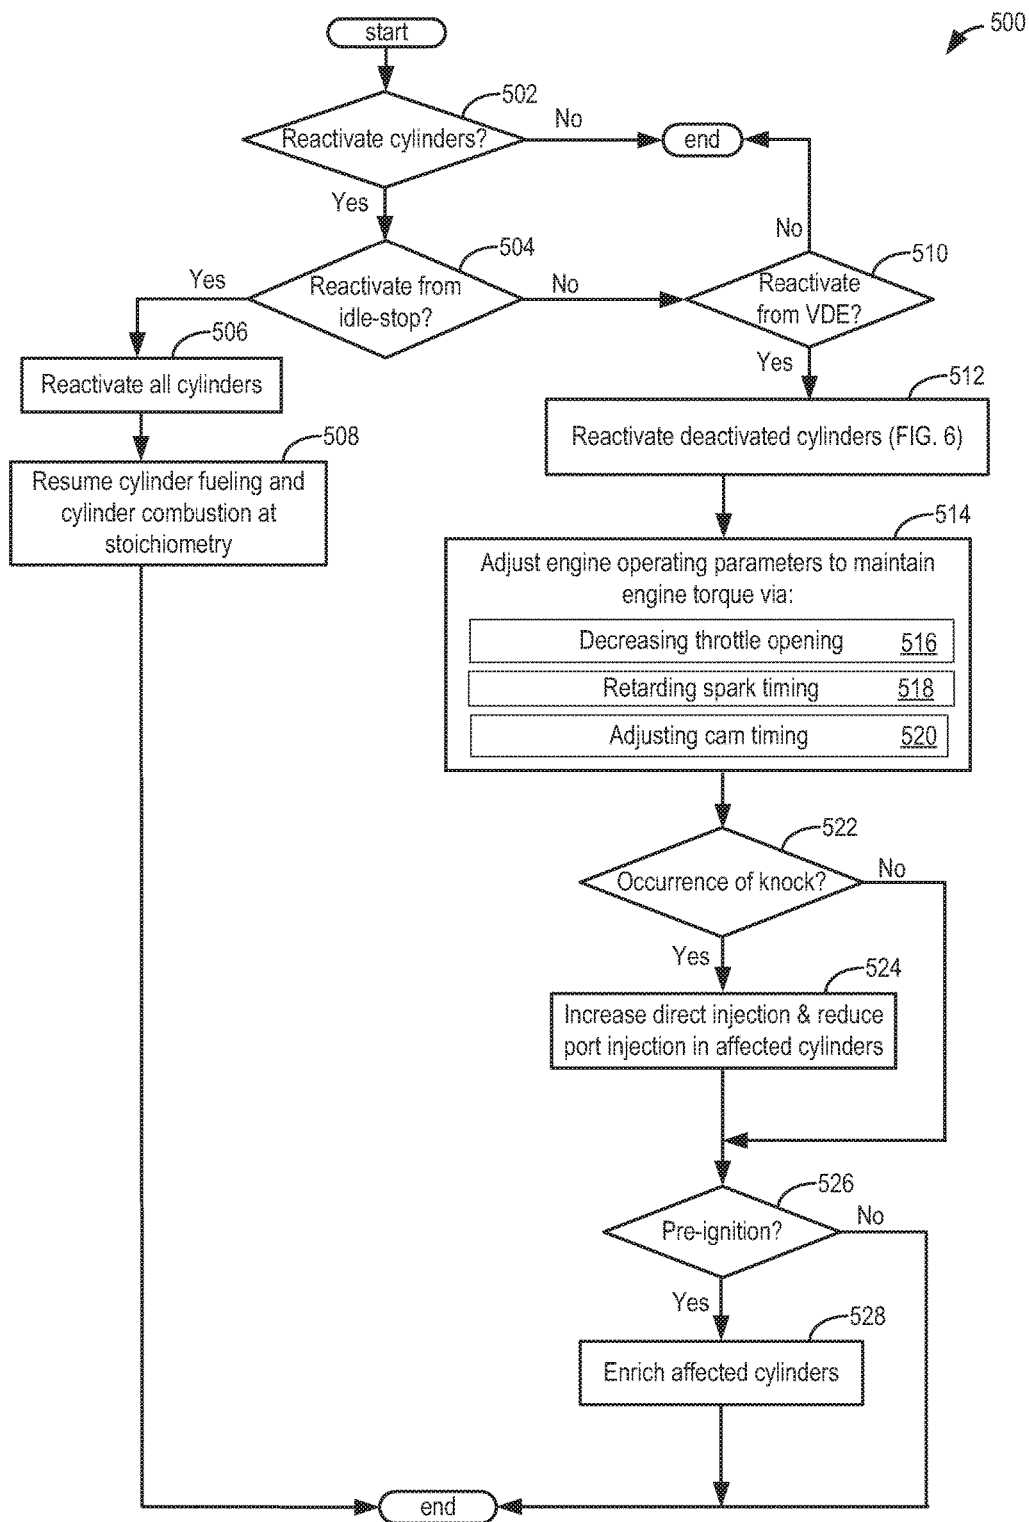 500
start
502
Reactivate cylinders?
No
end
Yes
504
Reactivate from
idle-stop?
Yes
No
No
510
Reactivate
from VDE?
Yes
506
Reactivate all cylinders
512
Reactivate deactivated cylinders (FIG. 6)
508
Resume cylinder fueling and
cylinder combustion at
stoichiometry
514
Adjust engine operating parameters to maintain
engine torque via:
Decreasing throttle opening 516
Retarding spark timing 518
Adjusting cam timing 520
522
Occurrence of knock?
No
Yes
524
Increase direct injection & reduce
port injection in affected cylinders
526
Pre-ignition?
No
Yes
528
Enrich affected cylinders
end